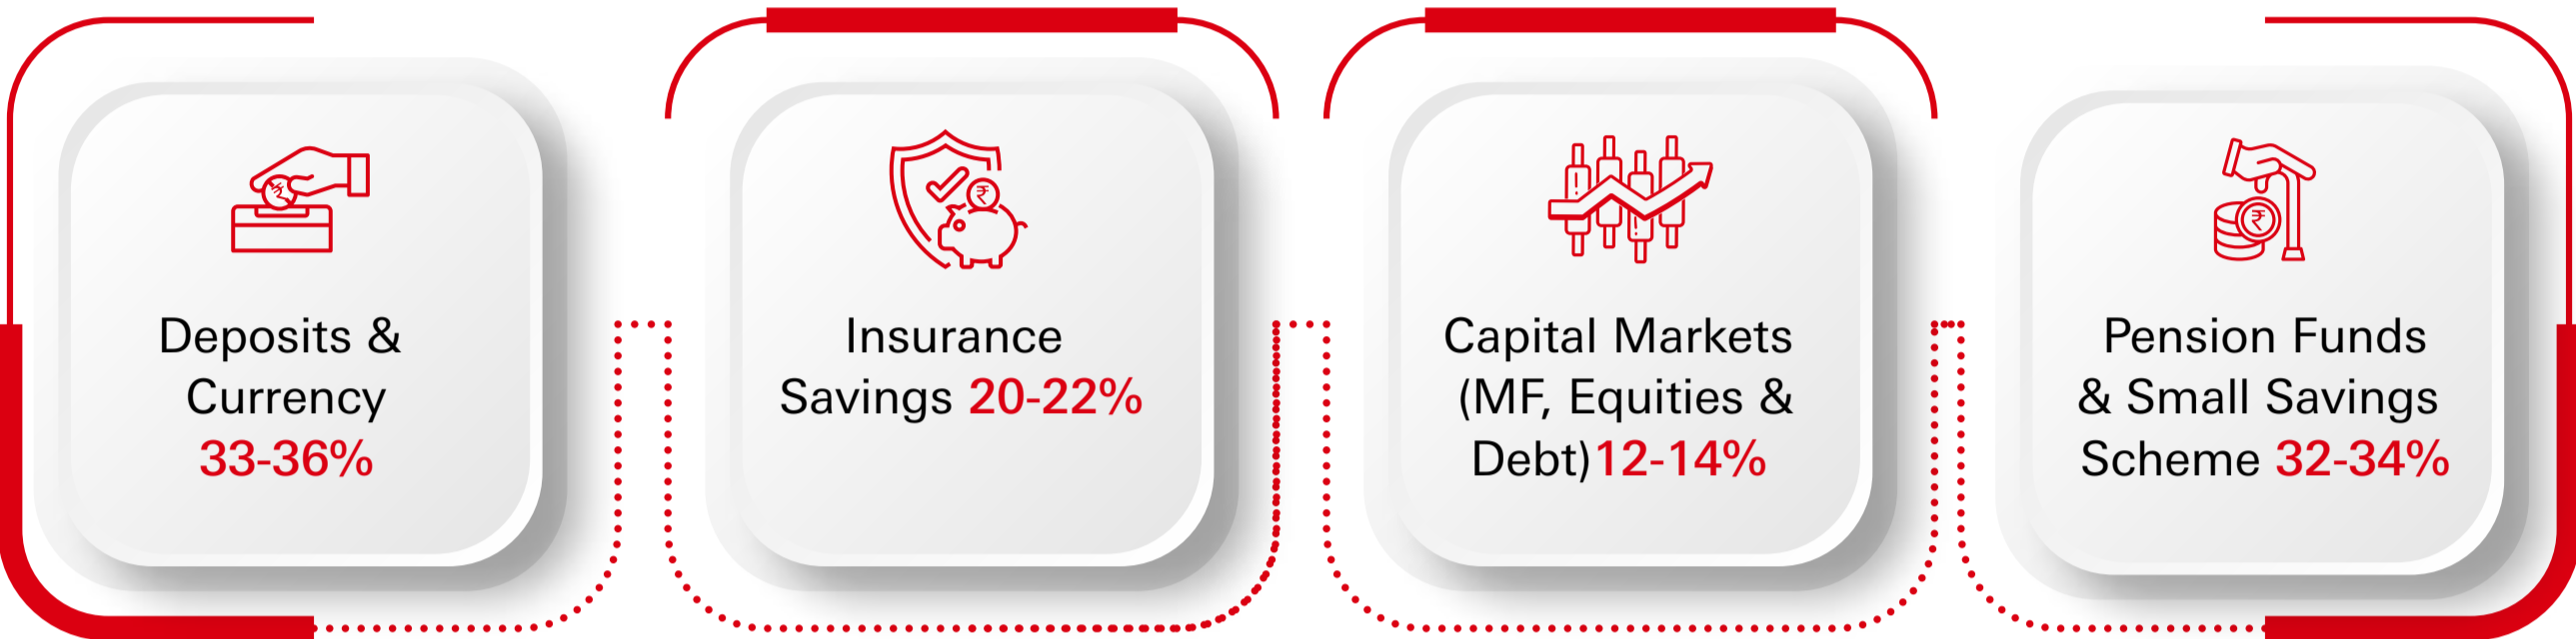 Deposits &
Currency
33-36%
Insurance
Savings 20-22%
Capital Markets
(MF, Equities &
Debt)12-14%
Pension Funds
& Small Savings
Scheme 32-34%